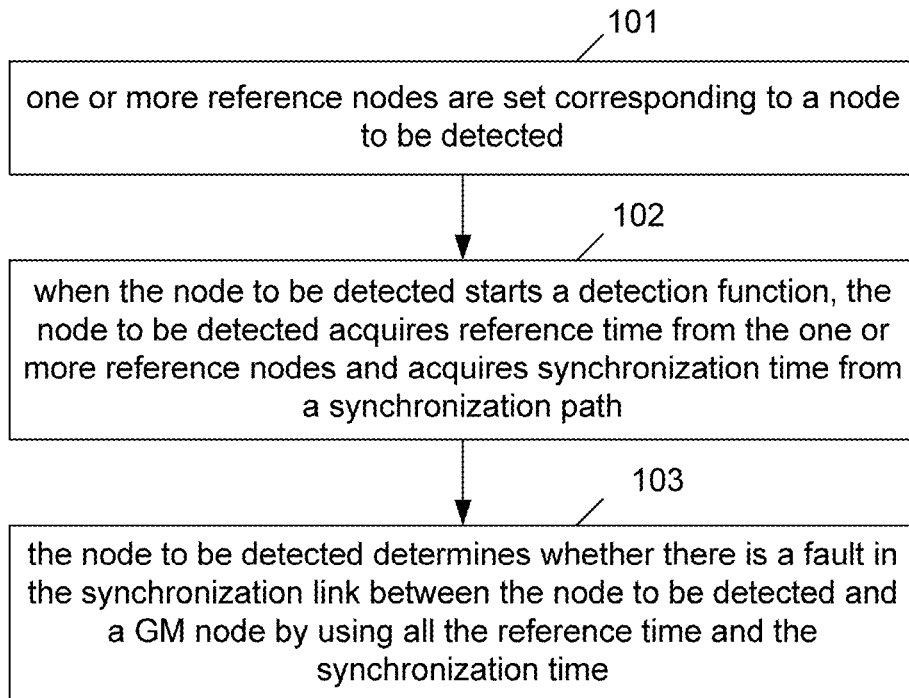 101
one or more reference nodes are set corresponding to a node
to be detected
102
when the node to be detected starts a detection function, the
node to be detected acquires reference time from the one or
more reference nodes and acquires synchronization time from
a synchronization path
103
the node to be detected determines whether there is a fault in
the synchronization link between the node to be detected and
a GM node by using all the reference time and the
synchronization time